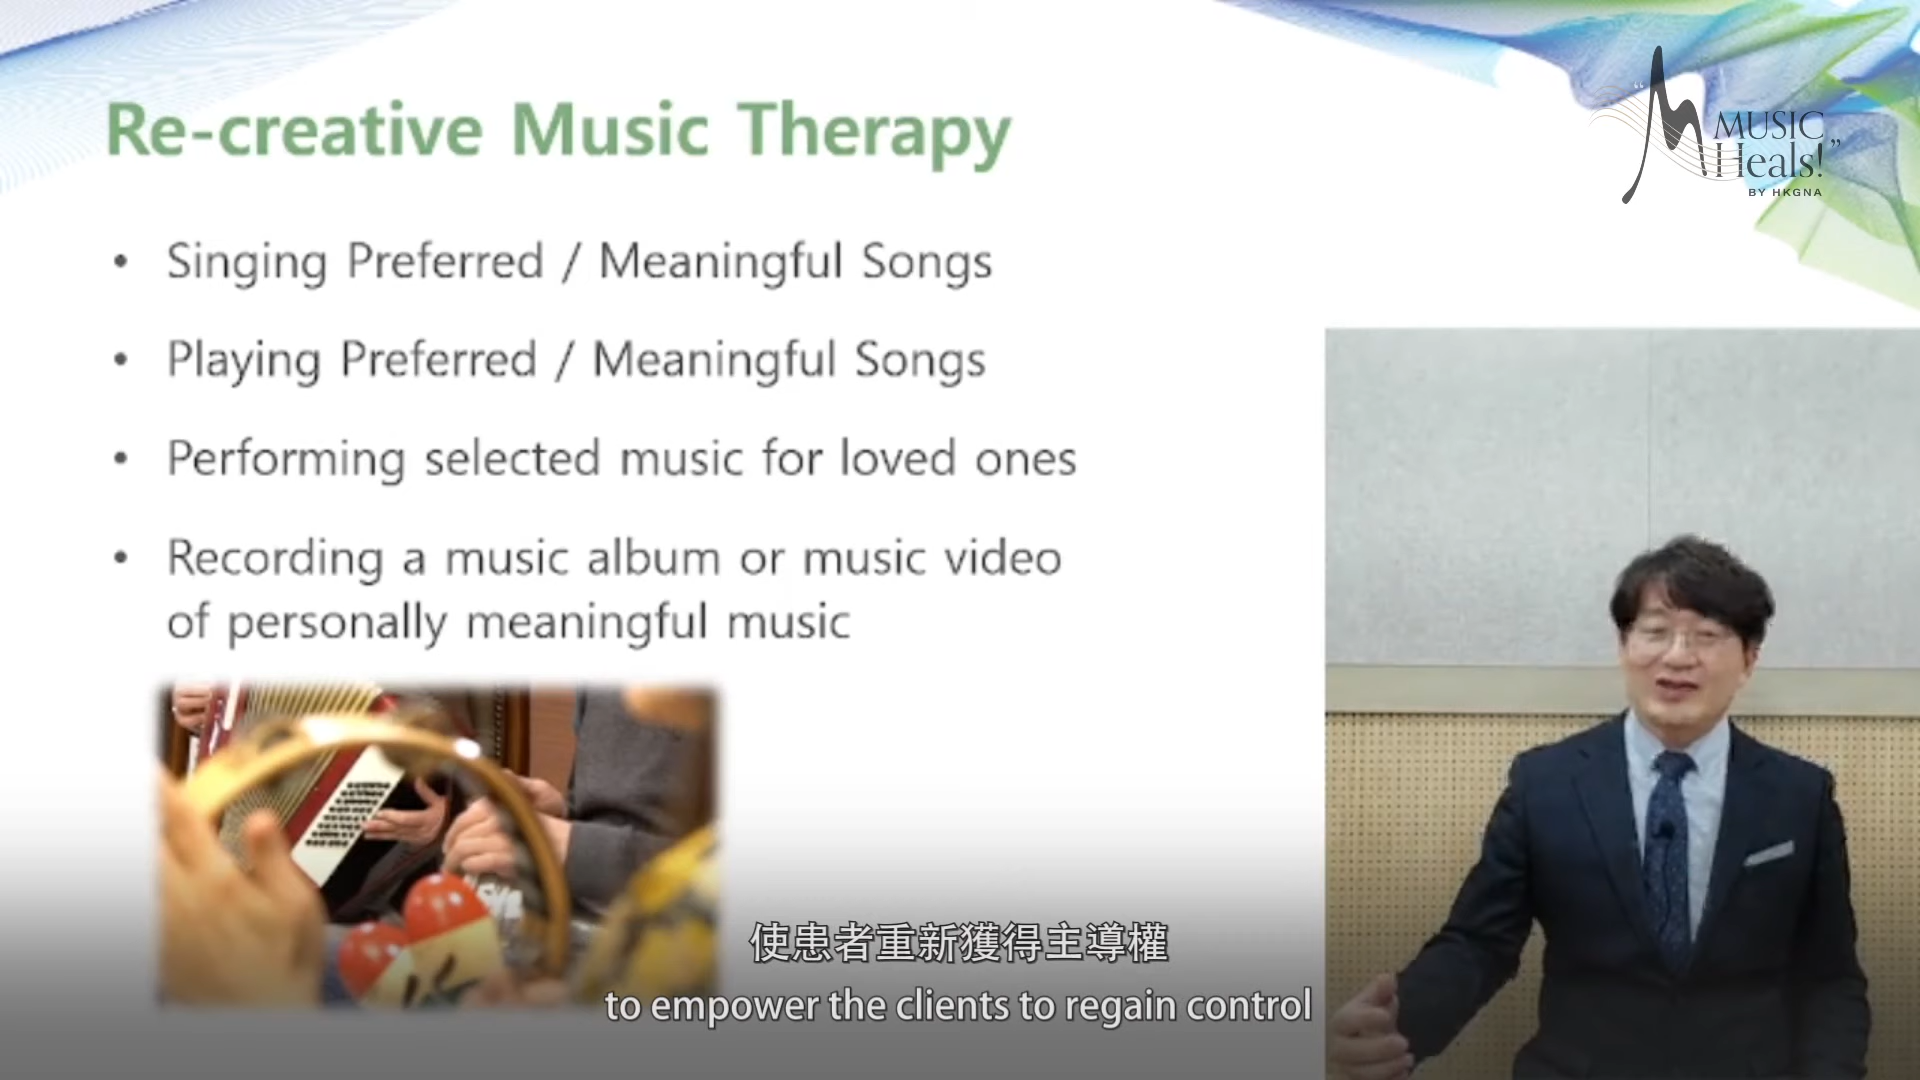 Re-creative Music Therapy
"MUSIC
Heals!"
BY HKGNA
• Singing Preferred / Meaningful Songs
• Playing Preferred / Meaningful Songs
• Performing selected music for loved ones
• Recording a music album or music video
of personally meaningful music
使患者重新獲得主導權
to empower the clients to regain control